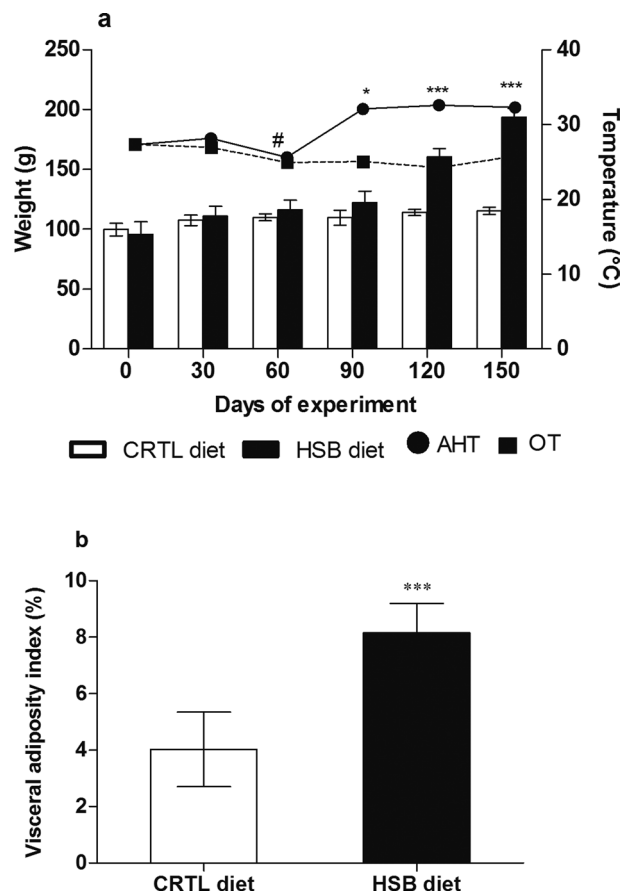 a
250
200
150
100
50
0
Weight (g)
40
30
20
10
0
Temperature (°C)
#
*
***
***
0 30 60 90 120 150
Days of experiment
CRTL diet HSB diet AHT OT
b
10
8
6
4
2
0
Visceral adiposity index (%)
***
CRTL diet HSB diet